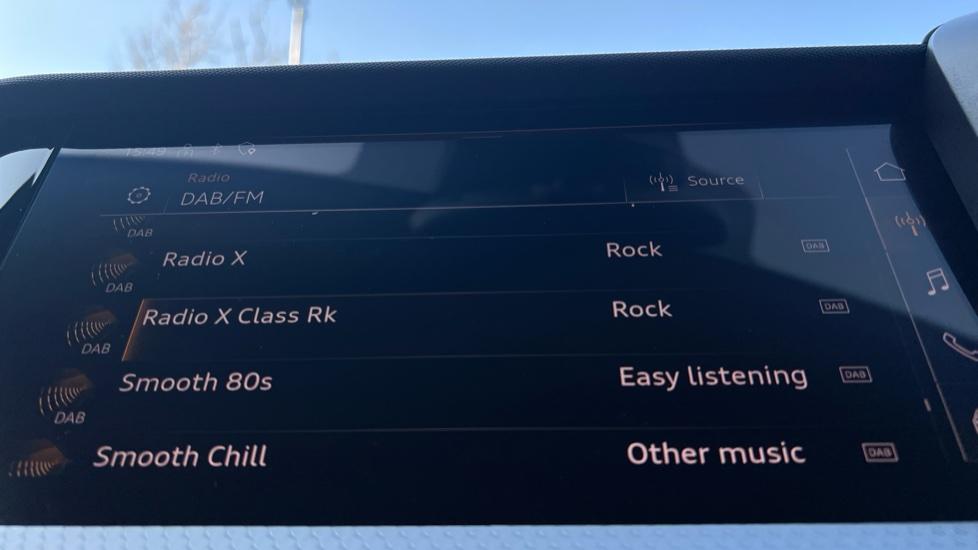 15:49
Radio
DAB/FM
Source
DAB
Radio X Rock DAB
DAB
Radio X Class Rk Rock DAB
DAB
Smooth 80s Easy listening DAB
DAB
Smooth Chill Other music DAB